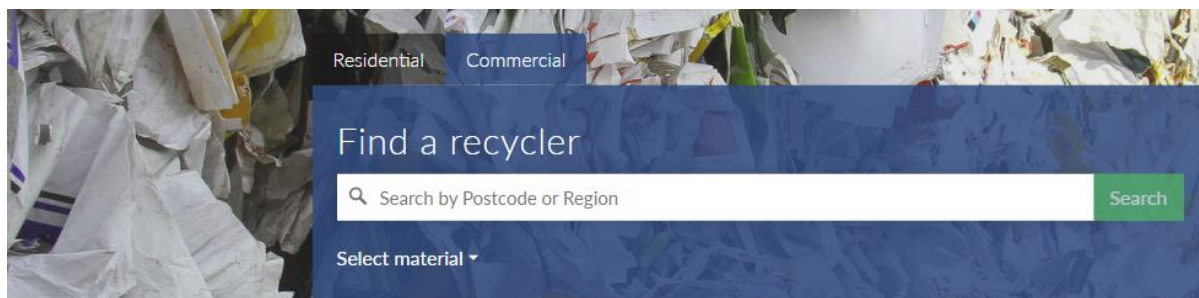 Residential Commercial
Find a recycler
Search by Postcode or Region Search
Select material